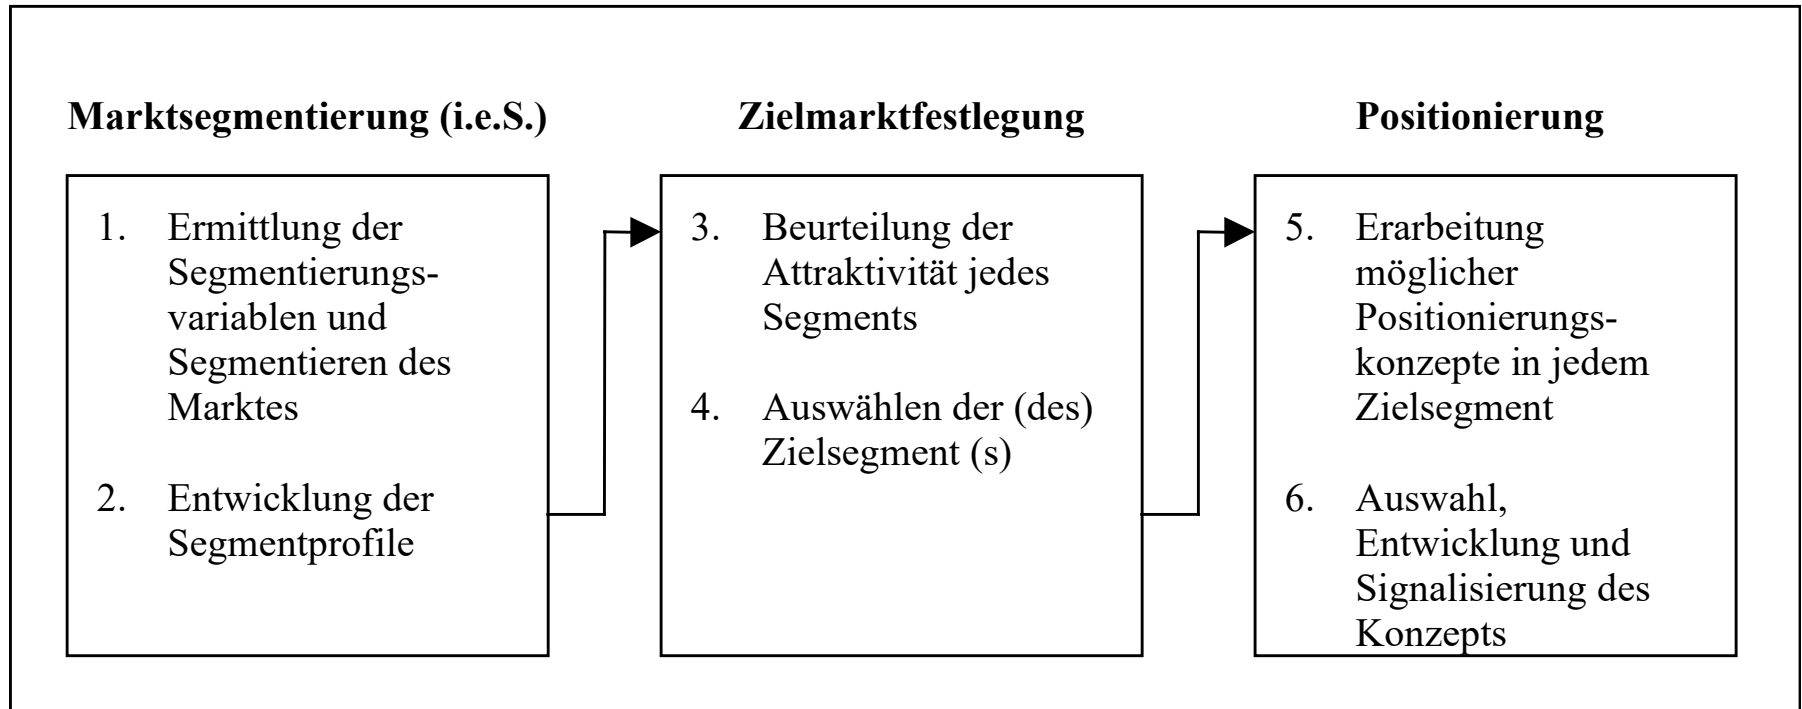 Marktsegmentierung (i.e.S.)
1. Ermittlung der
Segmentierungs-
variablen und
Segmentieren des
Marktes
2. Entwicklung der
Segmentprofile
Zielmarktfestlegung
3. Beurteilung der
Attraktivität jedes
Segments
4. Auswählen der (des)
Zielsegment (s)
Positionierung
5. Erarbeitung
möglicher
Positionierungs-
konzepte in jedem
Zielsegment
6. Auswahl,
Entwicklung und
Signalisierung des
Konzepts